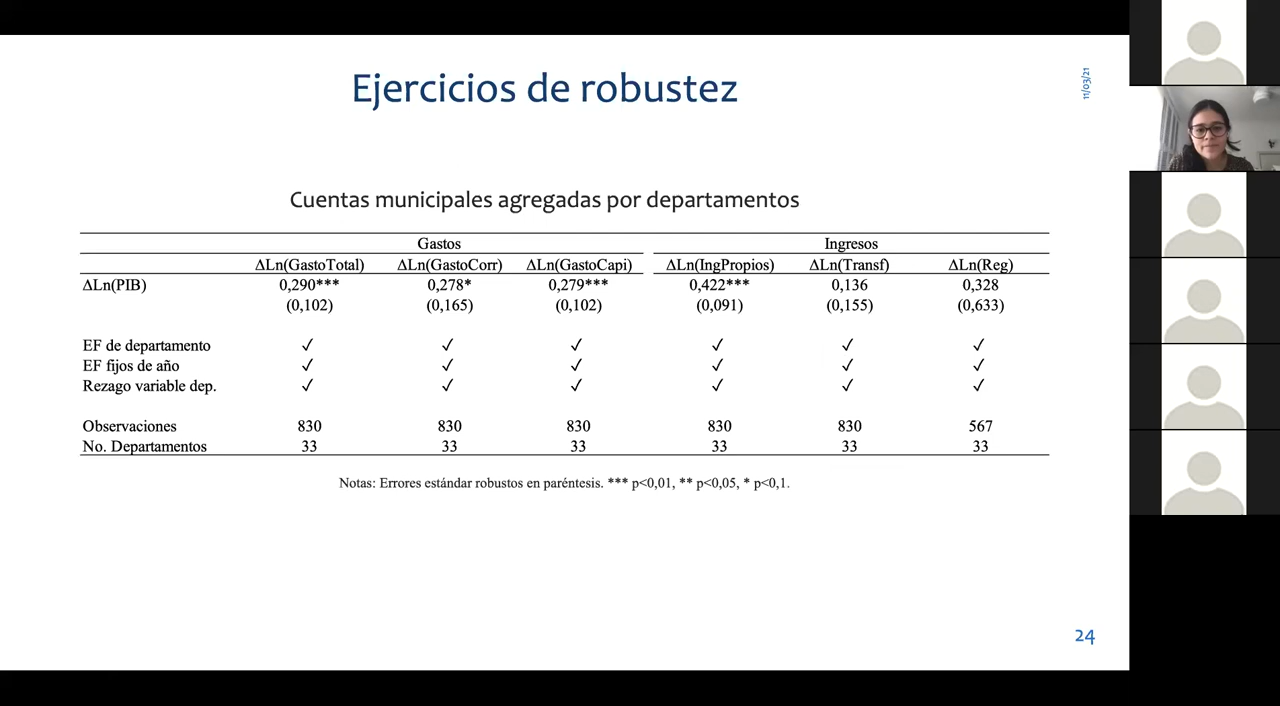 Ejercicios de robustez
11/03/21
Cuentas municipales agregadas por departamentos
Gastos Ingresos
ΔLn(GastoTotal) ΔLn(GastoCorr) ΔLn(GastoCapi) ΔLn(IngPropios) ΔLn(Transf) ΔLn(Reg)
ΔLn(PIB) 0,290*** 0,278* 0,279*** 0,422*** 0,136 0,328
(0,102) (0,165) (0,102) (0,091) (0,155) (0,633)
EF de departamento ✓ ✓ ✓ ✓ ✓ ✓
EF fijos de año ✓ ✓ ✓ ✓ ✓ ✓
Rezago variable dep. ✓ ✓ ✓ ✓ ✓ ✓
Observaciones 830 830 830 830 830 567
No. Departamentos 33 33 33 33 33 33
Notas: Errores estándar robustos en paréntesis. *** p<0,01, ** p<0,05, * p<0,1.
24